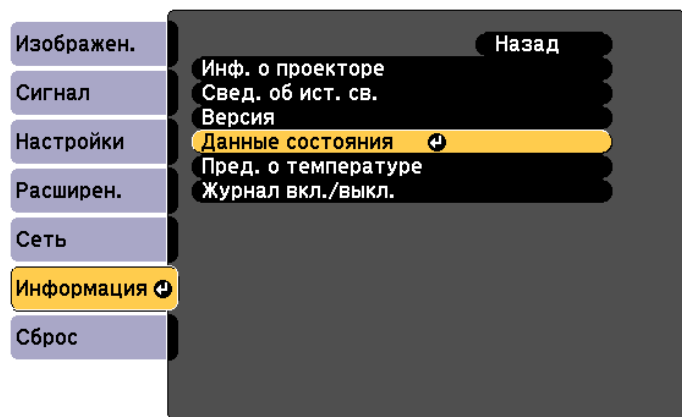 Изображен.
Сигнал
Настройки
Расширен.
Сеть
Информация
Сброс
Назад
Инф. о проекторе
Свед. об ист. св.
Версия
Данные состояния
Пред. о температуре
Журнал вкл./выкл.